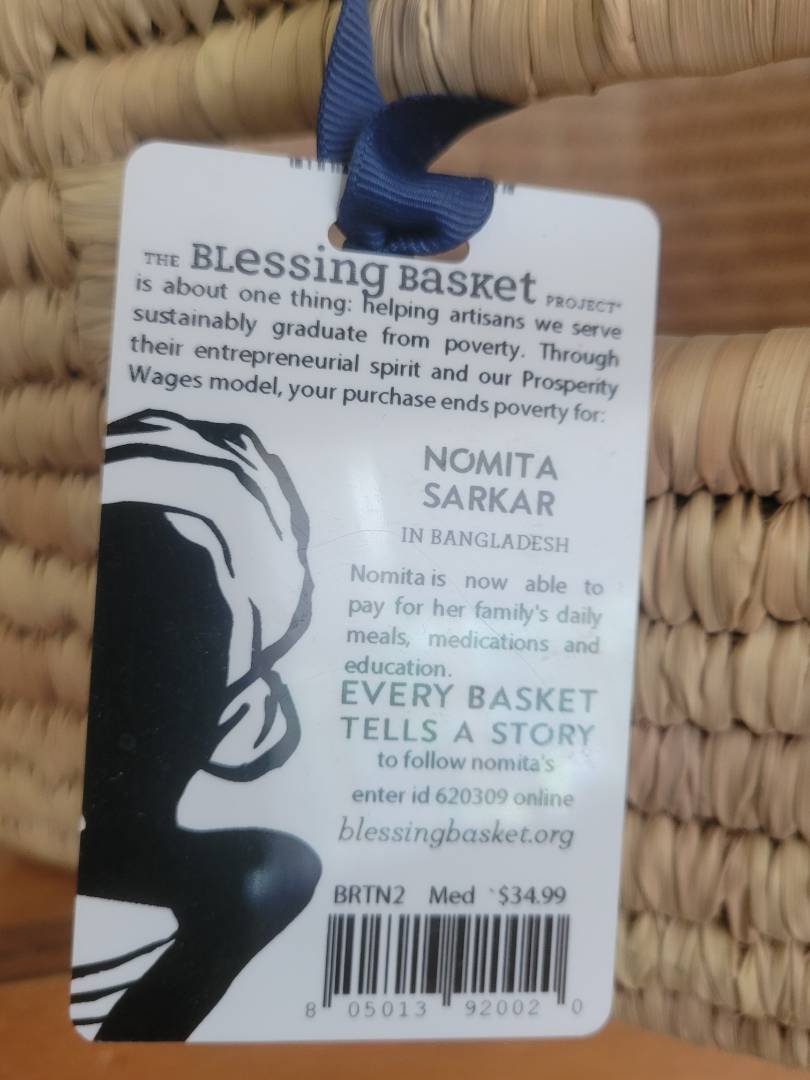 THE BLessing Basket PROJECT®
is about one thing: helping artisans we serve
sustainably graduate from poverty. Through
their entrepreneurial spirit and our Prosperity
Wages model, your purchase ends poverty for:
NOMITA
SARKAR
IN BANGLADESH
Nomita is now able to
pay for her family's daily
meals, medications and
education.
EVERY BASKET
TELLS A STORY
to follow nomita's
enter id 620309 online
blessingbasket.org
BRTN2 Med $34.99
8 05013 92002 0